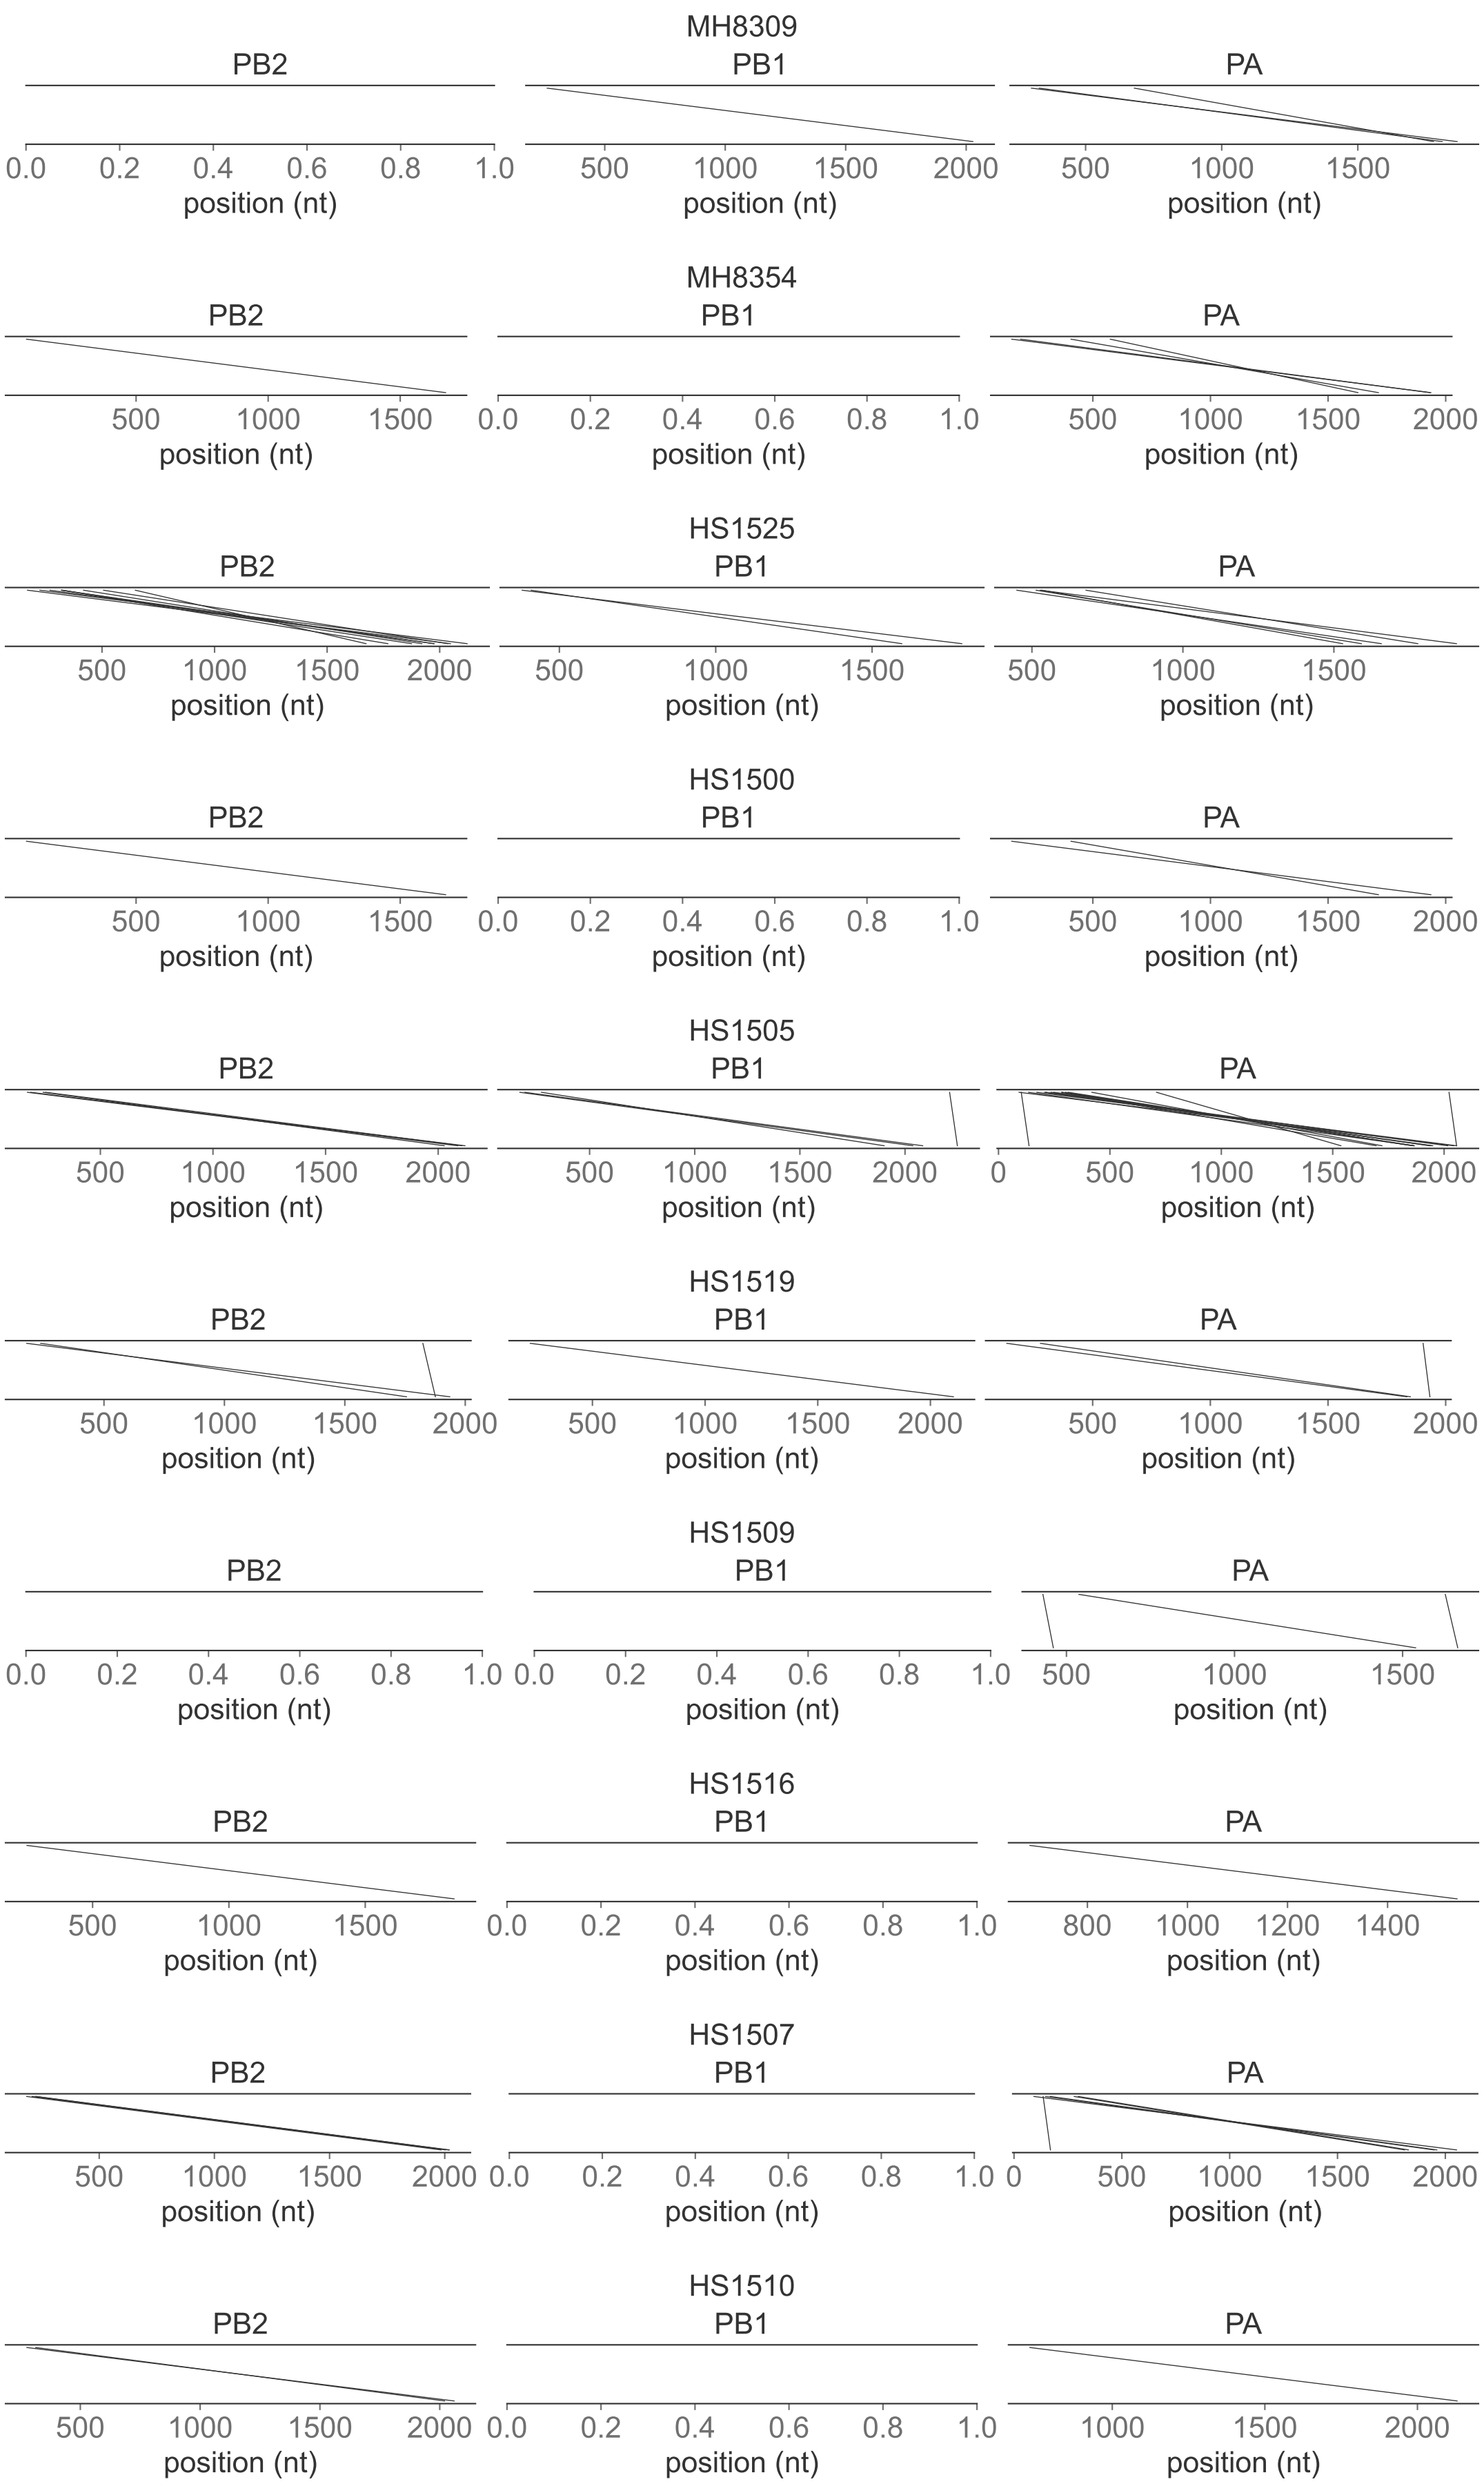 MH8309
PB2 PB1 PA
0.0 0.2 0.4 0.6 0.8 1.0 500 1000 1500 2000 500 1000 1500
position (nt) position (nt) position (nt)
MH8354
PB2 PB1 PA
500 1000 1500 0.0 0.2 0.4 0.6 0.8 1.0 500 1000 1500 2000
position (nt) position (nt) position (nt)
HS1525
PB2 PB1 PA
500 1000 1500 2000 500 1000 1500 500 1000 1500
position (nt) position (nt) position (nt)
HS1500
PB2 PB1 PA
500 1000 1500 0.0 0.2 0.4 0.6 0.8 1.0 500 1000 1500 2000
position (nt) position (nt) position (nt)
HS1505
PB2 PB1 PA
500 1000 1500 2000 500 1000 1500 2000 0 500 1000 1500 2000
position (nt) position (nt) position (nt)
HS1519
PB2 PB1 PA
500 1000 1500 2000 500 1000 1500 2000 500 1000 1500 2000
position (nt) position (nt) position (nt)
HS1509
PB2 PB1 PA
0.0 0.2 0.4 0.6 0.8 1.0 0.0 0.2 0.4 0.6 0.8 1.0 500 1000 1500
position (nt) position (nt) position (nt)
HS1516
PB2 PB1 PA
500 1000 1500 0.0 0.2 0.4 0.6 0.8 1.0 800 1000 1200 1400
position (nt) position (nt) position (nt)
HS1507
PB2 PB1 PA
500 1000 1500 2000 0.0 0.2 0.4 0.6 0.8 1.0 0 500 1000 1500 2000
position (nt) position (nt) position (nt)
HS1510
PB2 PB1 PA
500 1000 1500 2000 0.0 0.2 0.4 0.6 0.8 1.0 1000 1500 2000
position (nt) position (nt) position (nt)